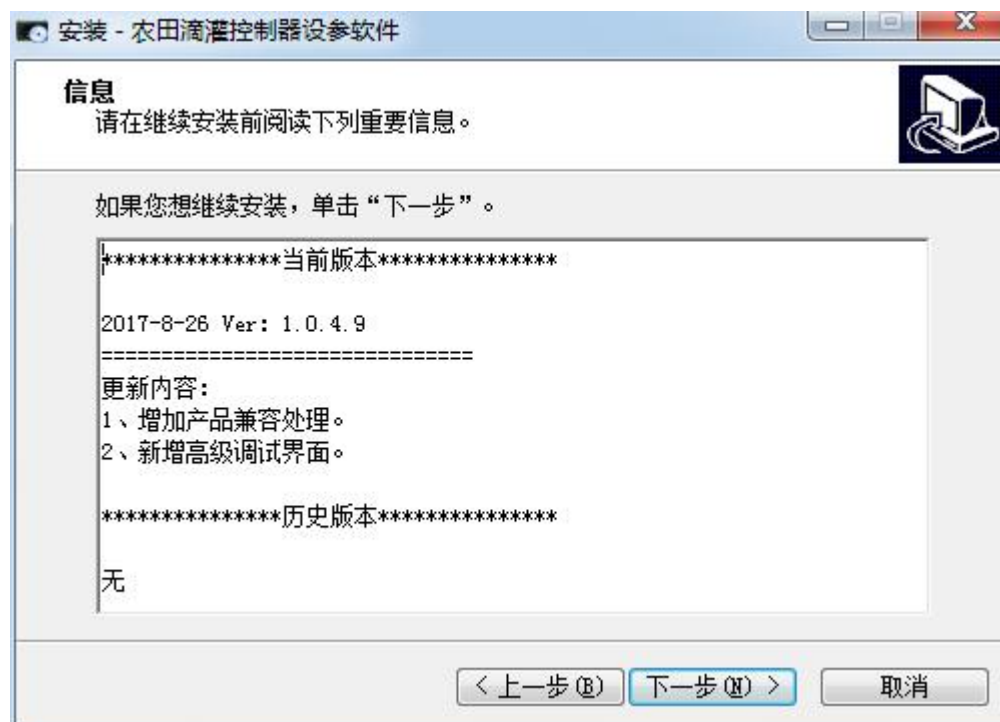 安装 - 农田滴灌控制器设参软件
信息
请在继续安装前阅读下列重要信息。
如果您想继续安装，单击“下一步”。
***************当前版本***************
2017-8-26 Ver: 1.0.4.9
===============================
更新内容:
1、增加产品兼容处理。
2、新增高级调试界面。
***************历史版本***************
无
< 上一步(B) 下一步(N) > 取消